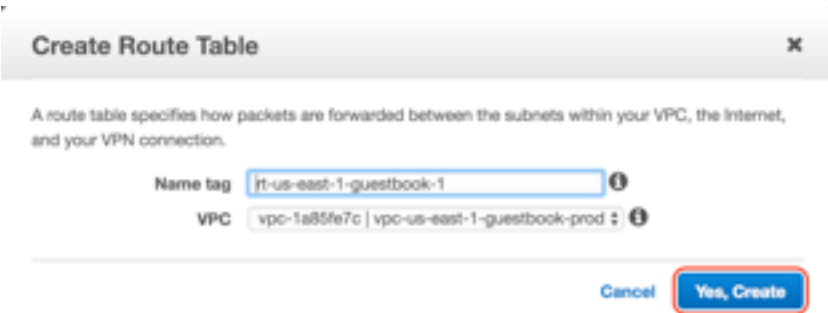 Create Route Table
A route table specifies how packets are forwarded between the subnets within your VPC, the Internet,
and your VPN connection.
Name tag rt-us-east-1-guestbook-1
VPC vpc-1a85fe7c | vpc-us-east-1-guestbook-prod
Cancel Yes, Create